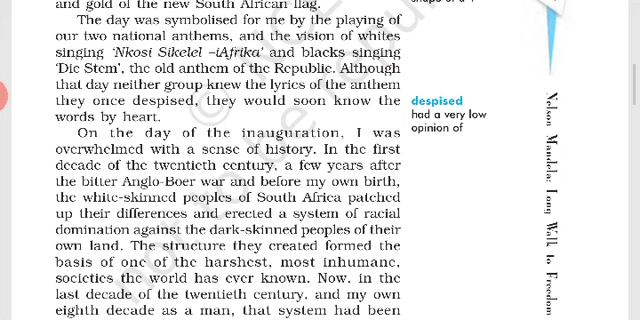 and gold of the new South African flag.
The day was symbolised for me by the playing of
our two national anthems, and the vision of whites
singing ‘Nkosi Sikelel –iAfrika’ and blacks singing
‘Die Stem’, the old anthem of the Republic. Although
that day neither group knew the lyrics of the anthem
they once despised, they would soon know the
words by heart.
On the day of the inauguration, I was
overwhelmed with a sense of history. In the first
decade of the twentieth century, a few years after
the bitter Anglo-Boer war and before my own birth,
the white-skinned peoples of South Africa patched
up their differences and erected a system of racial
domination against the dark-skinned peoples of their
own land. The structure they created formed the
basis of one of the harshest, most inhumane,
societies the world has ever known. Now, in the
last decade of the twentieth century, and my own
eighth decade as a man, that system had been
despised
had a very low
opinion of
Nelson Mandela: Long Walk to Freedom
not to be repu